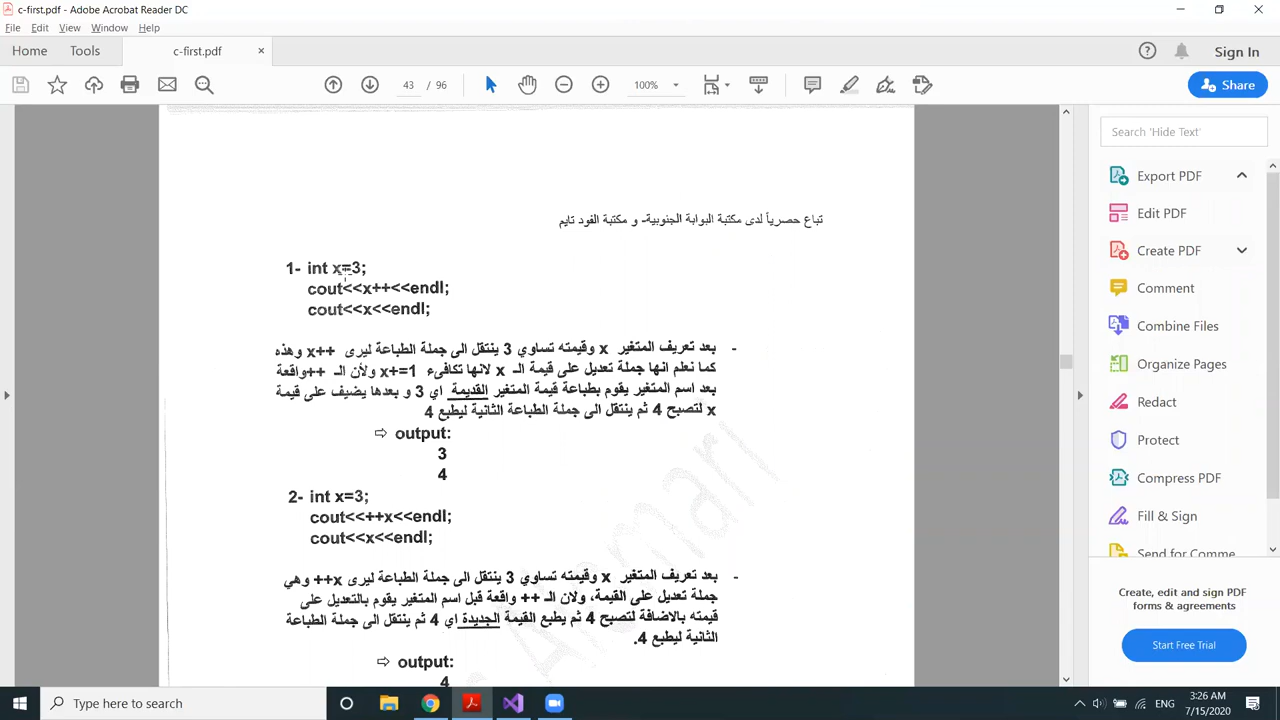 c-first.pdf - Adobe Acrobat Reader DC
File Edit View Window Help
Home Tools c-first.pdf ×
Sign In
43 / 96
100%
Share
Search 'Hide Text'
Export PDF
Edit PDF
Create PDF
Comment
Combine Files
Organize Pages
Redact
Protect
Compress PDF
Fill & Sign
Send for Comme
Create, edit and sign PDF
forms & agreements
Start Free Trial
تباع حصرياً لدى مكتبة البوابة الجنوبية- و مكتبة الفود تايم
1- int x=3;
cout<<x++<<endl;
cout<<x<<endl;
- بعد تعريف المتغير x وقيمته تساوي 3 ينتقل الى جملة الطباعة ليرى x++ وهذه
كما نعلم انها جملة تعديل على قيمة الـ x لانها تكافىء x+=1 ولأن الـ ++واقعة
بعد اسم المتغير يقوم بطباعة قيمة المتغير القديمة اي 3 و بعدها يضيف على قيمة
x لتصبح 4 ثم ينتقل الى جملة الطباعة الثانية ليطبع 4
⇨ output:
3
4
2- int x=3;
cout<<++x<<endl;
cout<<x<<endl;
- بعد تعريف المتغير x وقيمته تساوي 3 ينتقل الى جملة الطباعة ليرى ++x وهي
جملة تعديل على القيمة، ولان الـ ++ واقعة قبل اسم المتغير يقوم بالتعديل على
قيمته بالاضافة لتصبح 4 ثم يطبع القيمة الجديدة اي 4 ثم ينتقل الى جملة الطباعة
الثانية ليطبع 4.
⇨ output:
4
Type here to search
ENG
3:26 AM
7/15/2020